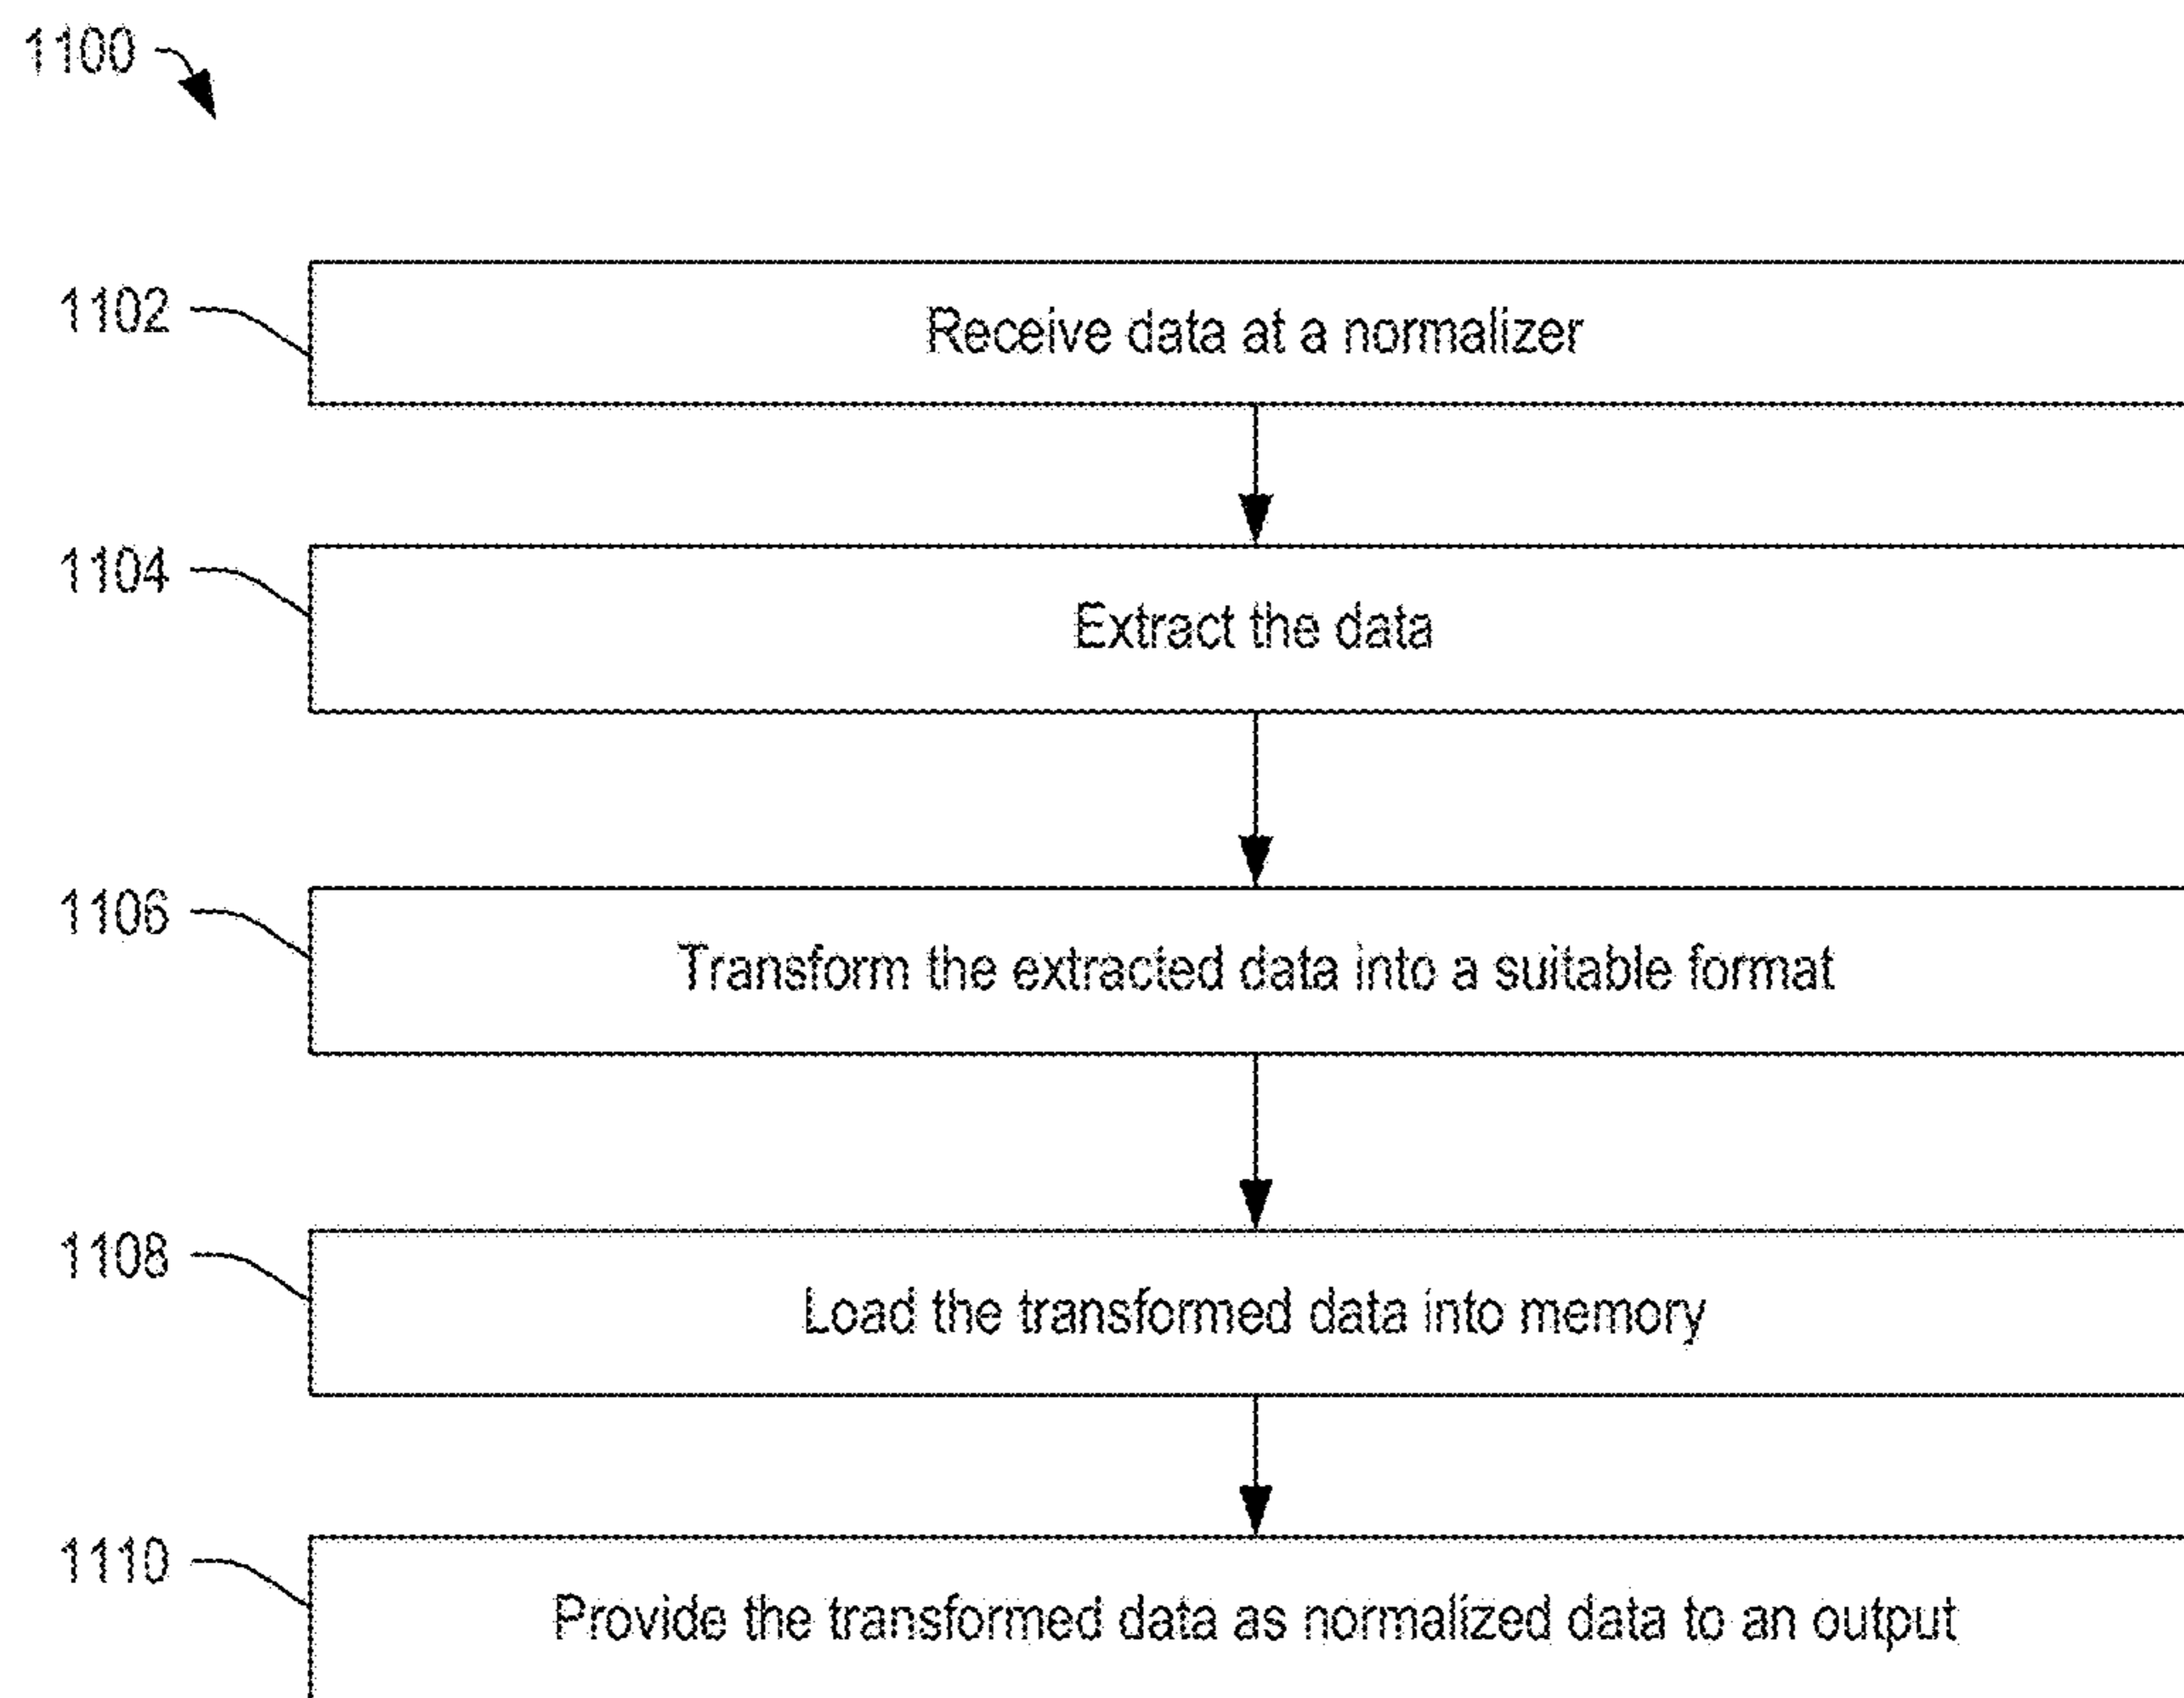 1100
1102
Receive data at a normalizer
1104
Extract the data
1106
Transform the extracted data into a suitable format
1108
Load the transformed data into memory
1110
Provide the transformed data as normalized data to an output